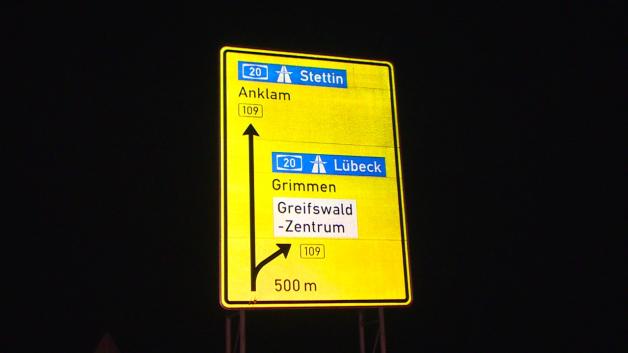 20 Stettin
Anklam
109
20 Lübeck
Grimmen
Greifswald
-Zentrum
109
500 m